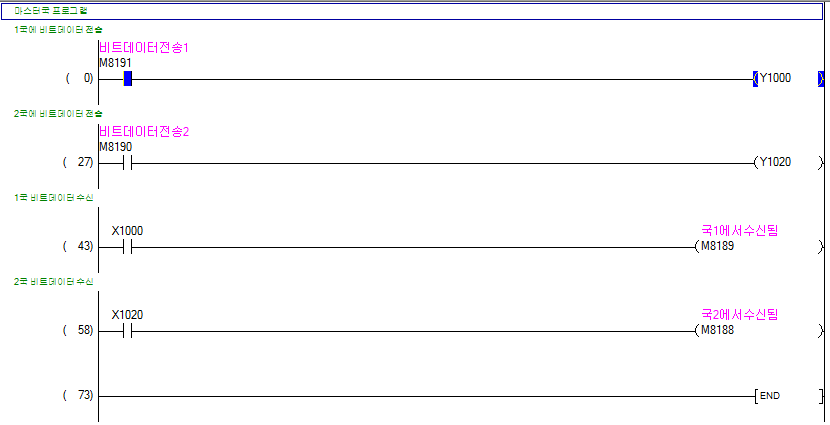 마스터국 프로그램
1국에 비트데이터 전송
비트데이터전송1
M8191
( 0) (Y1000 )
2국에 비트데이터 전송
비트데이터전송2
M8190
( 27) (Y1020 )
1국 비트데이터 수신
X1000 국1에서수신됨
( 43) (M8189 )
2국 비트데이터 수신
X1020 국2에서수신됨
( 58) (M8188 )
( 73) [END ]